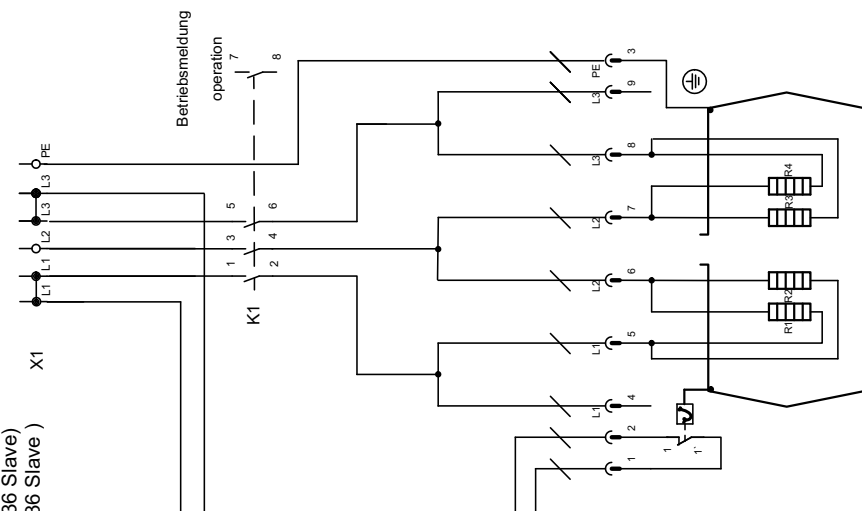 Betriebsmeldung
operation
7
8
PE
L3
L3
L2
L1
L1
X1
5
6
3
4
1
2
K1
PE
3
L3
9
L3
8
L2
7
L2
6
L1
5
L1
4
2
1
R4
R3
R2
R1
1
1'
36 Slave)
36 Slave )